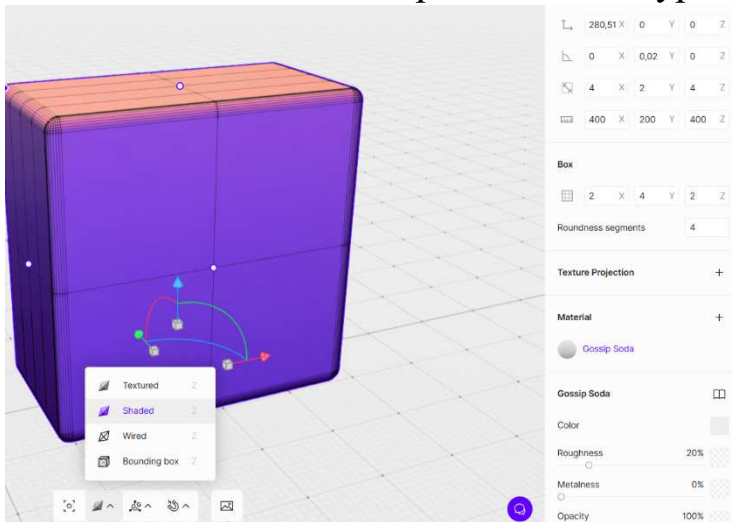 280,51 X 0 Y 0 Z
0 X 0,02 Y 0 Z
4 X 2 Y 4 Z
400 X 200 Y 400 Z
Box
2 X 4 Y 2 Z
Roundness segments 4
Texture Projection +
Material +
Gossip Soda
Textured Z
Shaded Z
Wired Z
Bounding box Z
Gossip Soda
Color
Roughness 20%
Metalness 0%
Opacity 100%